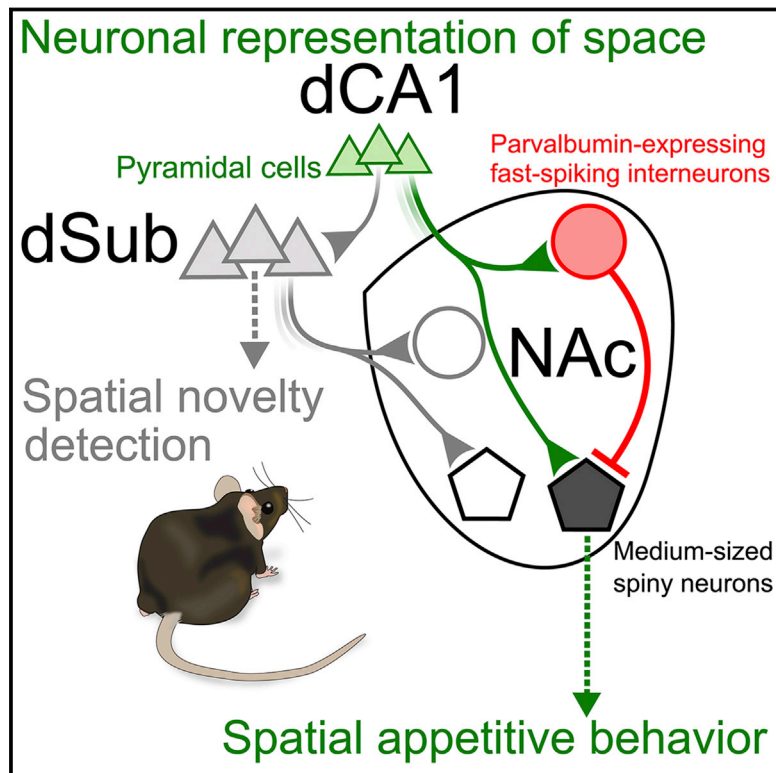 Neuronal representation of space
dCA1
Pyramidal cells
Parvalbumin-expressing
fast-spiking interneurons
dSub
NAc
Spatial novelty
detection
Medium-sized
spiny neurons
Spatial appetitive behavior